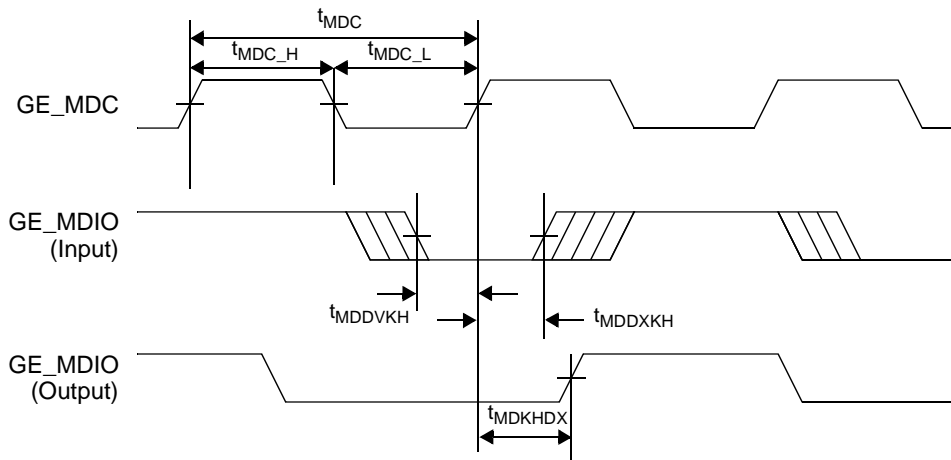 tMDC
tMDC_H
tMDC_L
GE_MDC
GE_MDIO
(Input)
tMDDVKH
tMDDXKH
GE_MDIO
(Output)
tMDKHDX